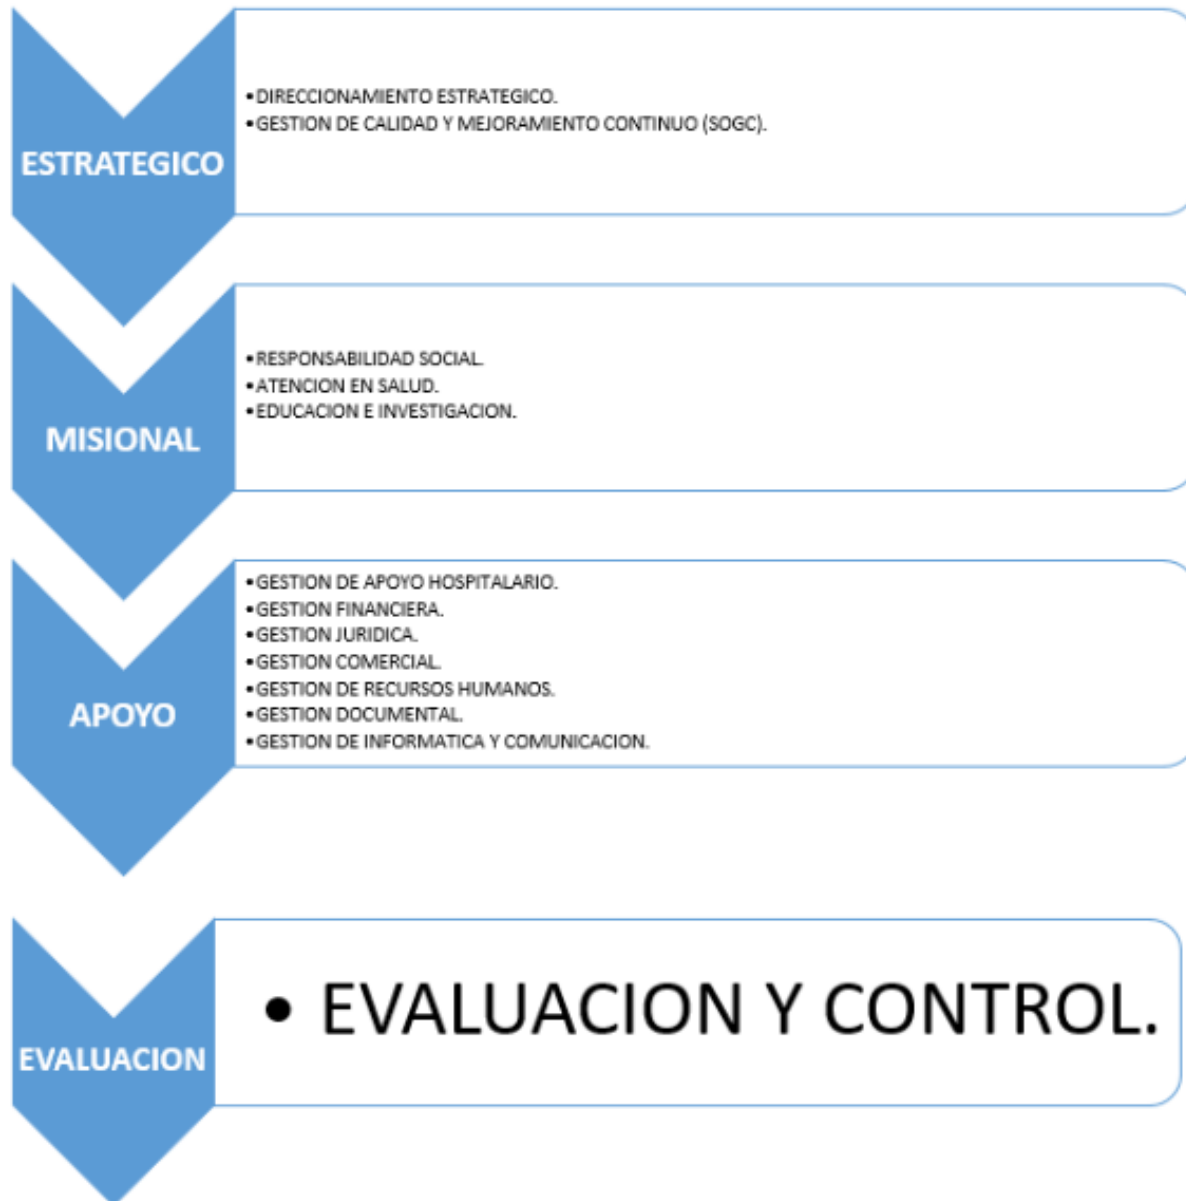 ESTRATEGICO
•DIRECCIONAMIENTO ESTRATEGICO.
•GESTION DE CALIDAD Y MEJORAMIENTO CONTINUO (SOGC).
MISIONAL
•RESPONSABILIDAD SOCIAL.
•ATENCION EN SALUD.
•EDUCACION E INVESTIGACION.
APOYO
•GESTION DE APOYO HOSPITALARIO.
•GESTION FINANCIERA.
•GESTION JURIDICA.
•GESTION COMERCIAL.
•GESTION DE RECURSOS HUMANOS.
•GESTION DOCUMENTAL.
•GESTION DE INFORMATICA Y COMUNICACION.
EVALUACION
• EVALUACION Y CONTROL.